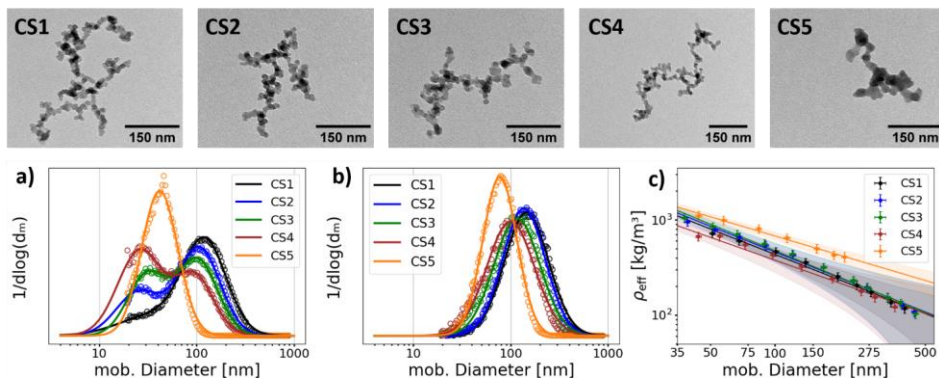 CS1
CS2
CS3
CS4
CS5
150 nm
150 nm
150 nm
150 nm
150 nm
a)
1/dlog(dₘ)
CS1
CS2
CS3
CS4
CS5
10
100
1000
mob. Diameter [nm]
b)
1/dlog(dₘ)
CS1
CS2
CS3
CS4
CS5
10
100
1000
mob. Diameter [nm]
c)
ρeff [kg/m³]
10³
10²
CS1
CS2
CS3
CS4
CS5
35
50
75
100
150
275
500
mob. Diameter [nm]